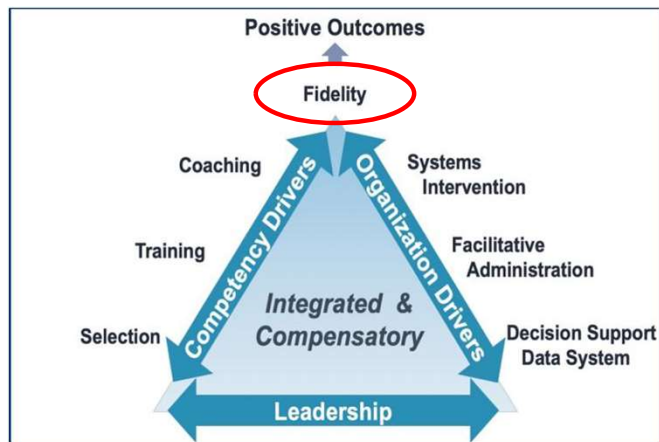 Positive Outcomes
Fidelity
Coaching
Training
Selection
Competency Drivers
Organization Drivers
Systems
Intervention
Facilitative
Administration
Decision Support
Data System
Integrated &
Compensatory
Leadership